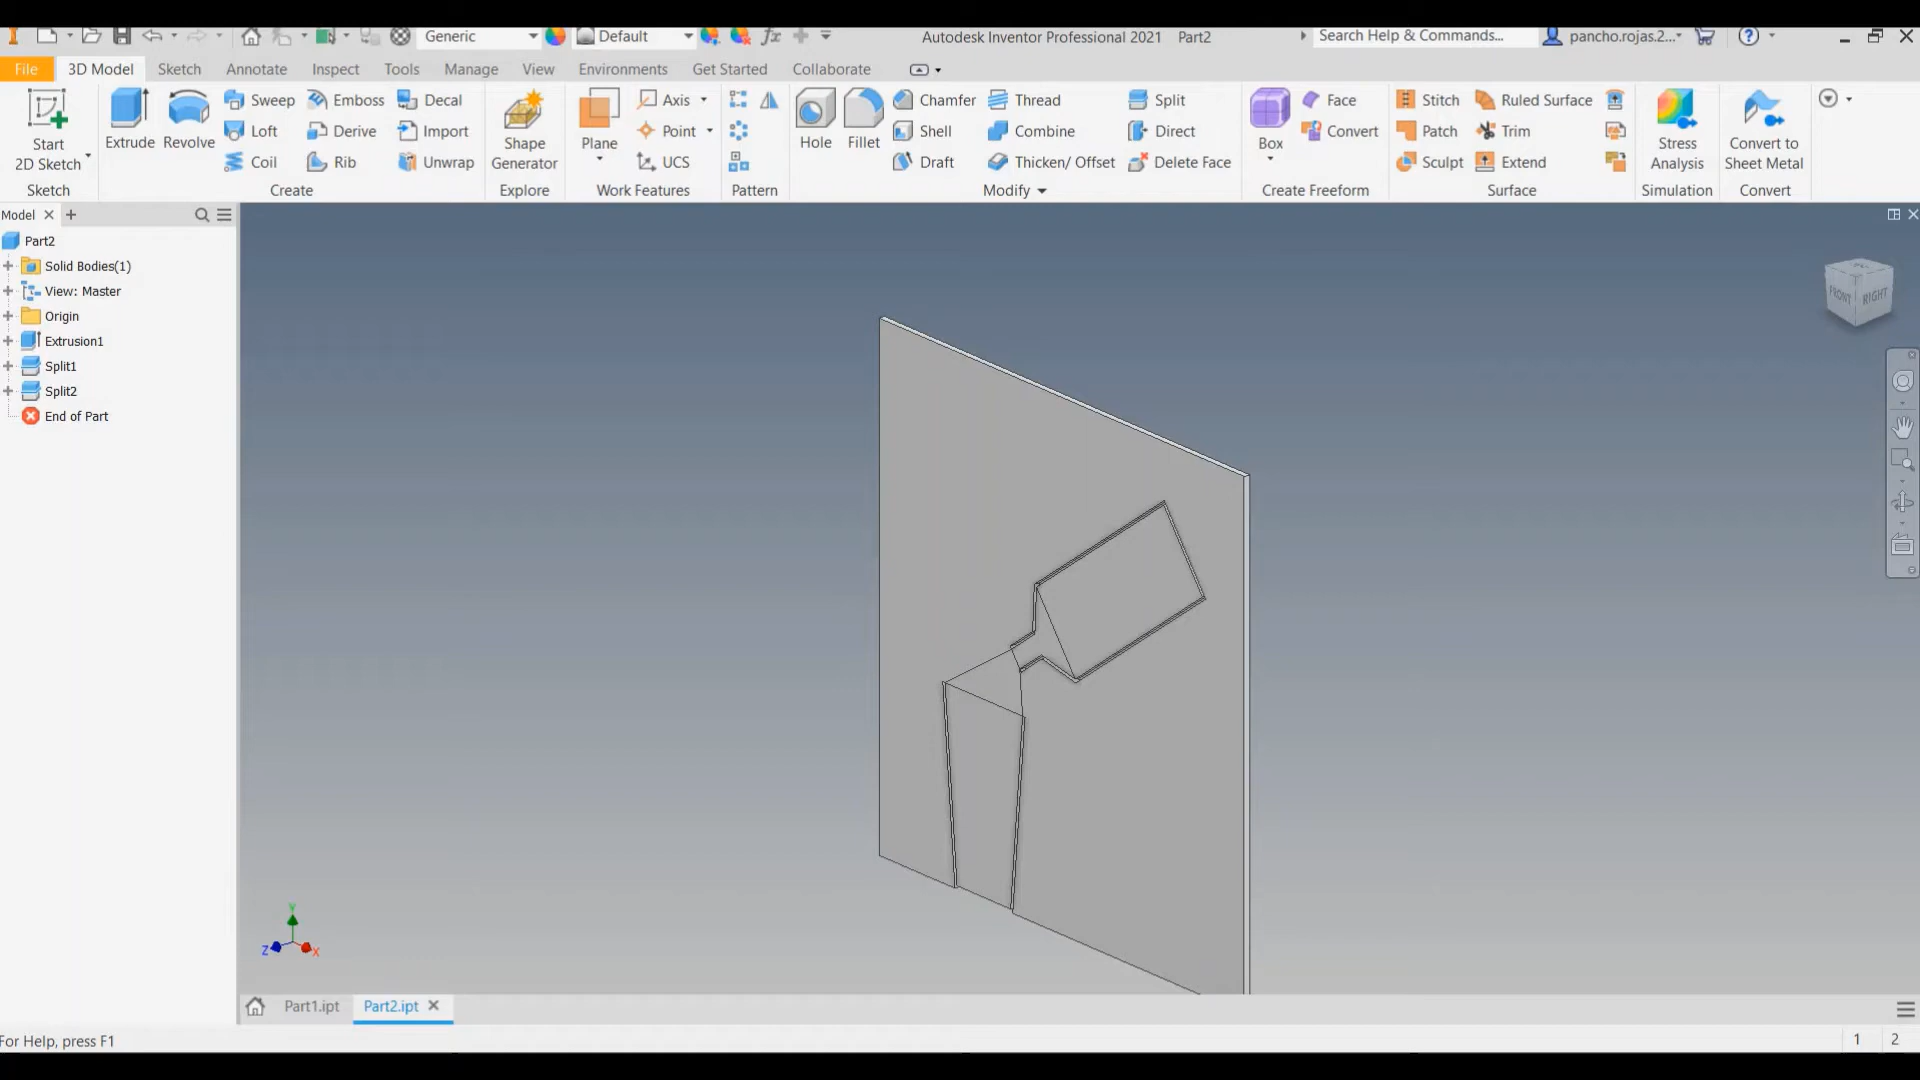 Generic
Default
Autodesk Inventor Professional 2021 Part2
Search Help & Commands...
pancho.rojas.2...
File 3D Model Sketch Annotate Inspect Tools Manage View Environments Get Started Collaborate
Start
2D Sketch
Extrude
Revolve
Sweep
Loft
Coil
Emboss
Derive
Rib
Decal
Import
Unwrap
Shape
Generator
Plane
Axis
Point
UCS
Hole
Fillet
Chamfer
Shell
Draft
Thread
Combine
Thicken/ Offset
Split
Direct
Delete Face
Box
Face
Convert
Stitch
Patch
Sculpt
Ruled Surface
Trim
Extend
Stress
Analysis
Convert to
Sheet Metal
Sketch Create Explore Work Features Pattern Modify Create Freeform Surface Simulation Convert
Model
Part2
Solid Bodies(1)
View: Master
Origin
Extrusion1
Split1
Split2
End of Part
FRONT RIGHT
Y
Z
X
Part1.ipt Part2.ipt
For Help, press F1
1 2